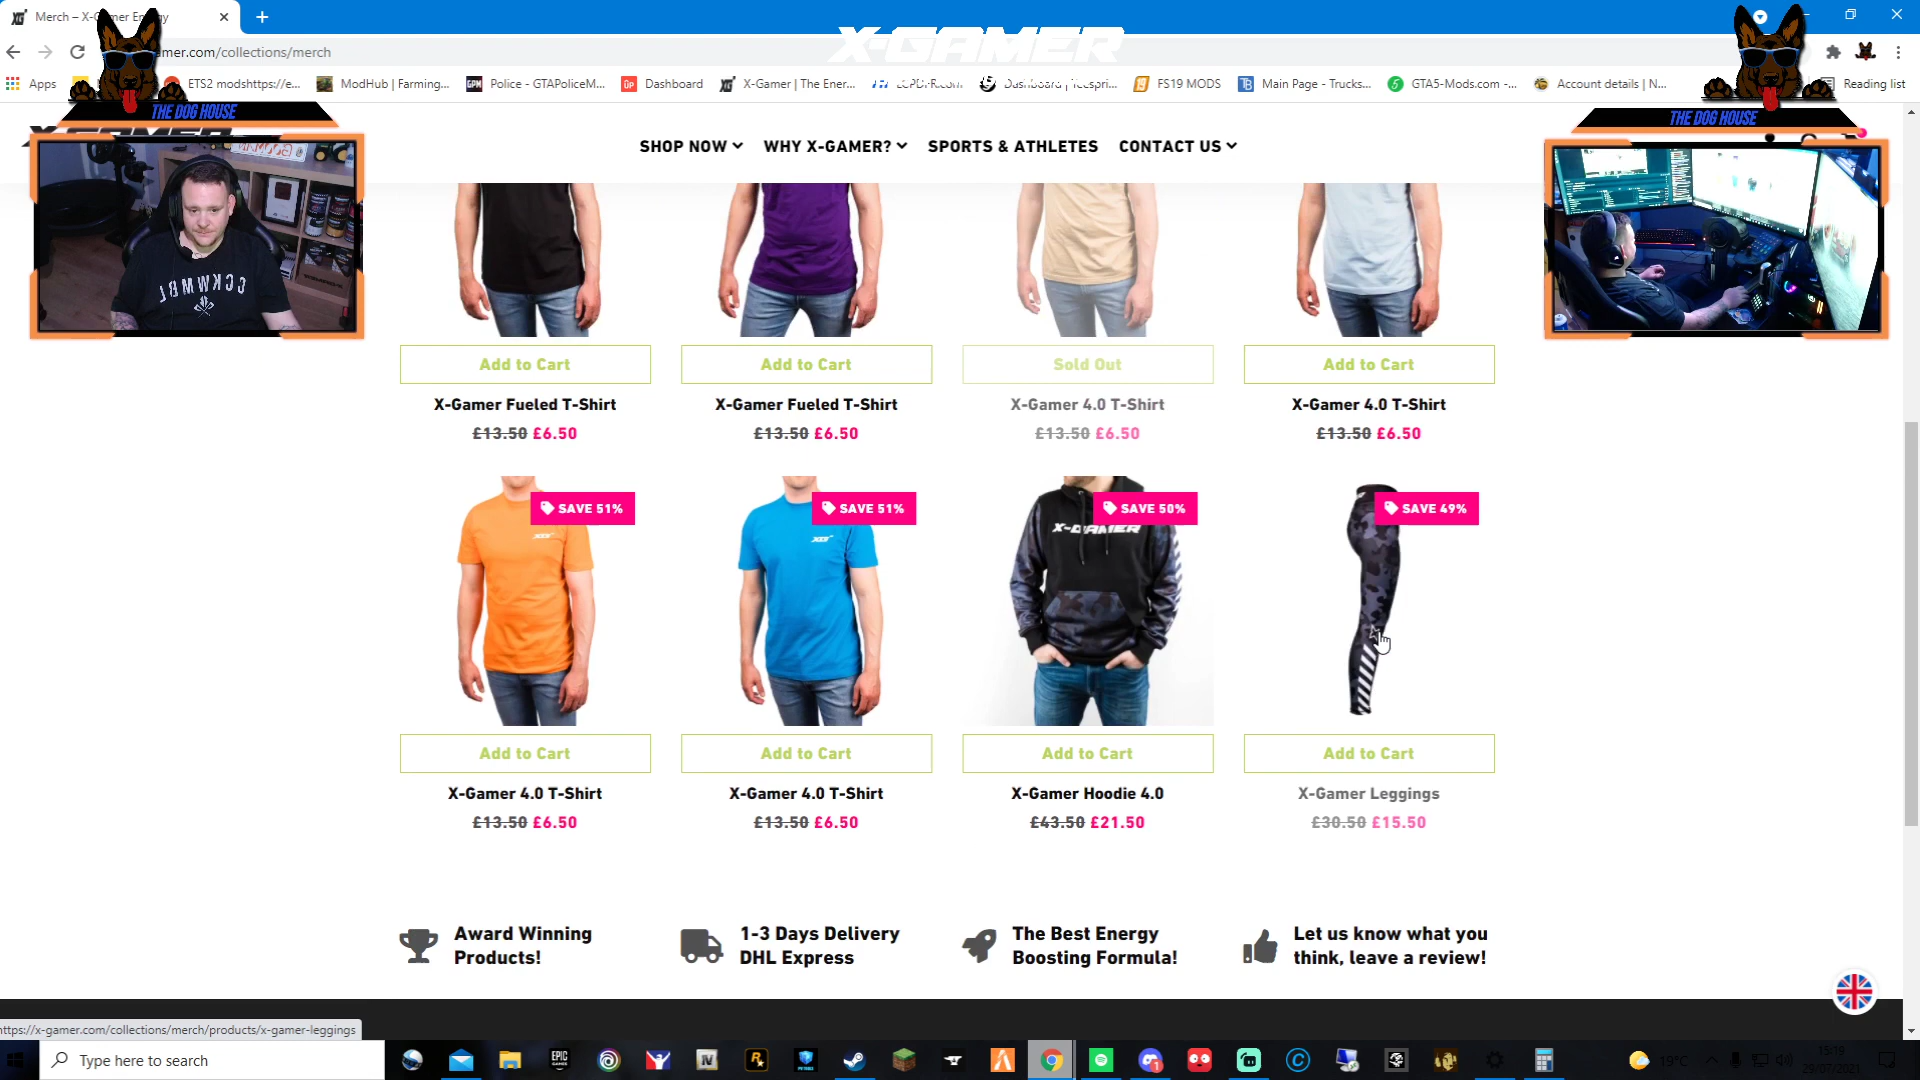 Merch – X-Gamer Energy
X-GAMER
amer.com/collections/merch
Apps
ETS2 modshttps://e...
ModHub | Farming...
Police - GTAPoliceM...
Dashboard
X-Gamer | The Ener...
FS19 MODS
Main Page - Trucks...
GTA5-Mods.com -...
Account details | N...
Reading list
THE DOG HOUSE
THE DOG HOUSE
SHOP NOW
WHY X-GAMER?
SPORTS & ATHLETES
CONTACT US
Add to Cart
Add to Cart
Sold Out
Add to Cart
X-Gamer Fueled T-Shirt
X-Gamer Fueled T-Shirt
X-Gamer 4.0 T-Shirt
X-Gamer 4.0 T-Shirt
£13.50 £6.50
£13.50 £6.50
£13.50 £6.50
£13.50 £6.50
SAVE 51%
SAVE 51%
SAVE 50%
SAVE 49%
X-GAMER
Add to Cart
Add to Cart
Add to Cart
Add to Cart
X-Gamer 4.0 T-Shirt
X-Gamer 4.0 T-Shirt
X-Gamer Hoodie 4.0
X-Gamer Leggings
£13.50 £6.50
£13.50 £6.50
£43.50 £21.50
£30.50 £15.50
Award Winning
Products!
1-3 Days Delivery
DHL Express
The Best Energy
Boosting Formula!
Let us know what you
think, leave a review!
https://x-gamer.com/collections/merch/products/x-gamer-leggings
Type here to search
EPIC
IV
19°C
15:19
29/07/2021